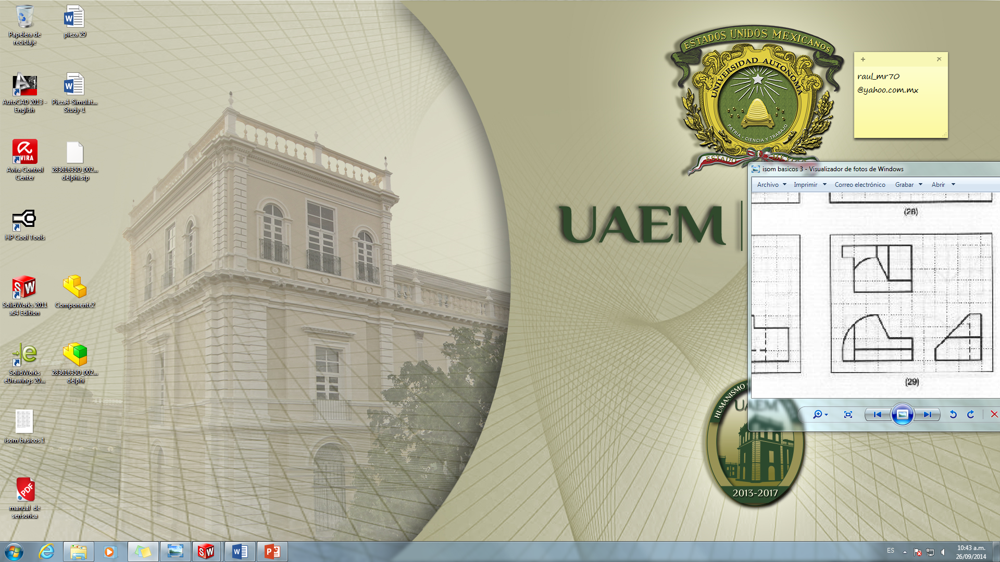 Papelera de
reciclaje
pieza 29
AutoCAD 2013 -
English
Pieza4-Simulat...
Study-1
Avira Control
Center
28361635D_002...
delphi.stp
HP Cool Tools
SolidWorks 2011
x64 Edition
Componente2
SolidWorks
eDrawings 20...
28361635D_002...
delphi
isom basicos 1
PDF
manual de
sensorica
ESTADOS UNIDOS MEXICANOS
UNIVERSIDAD AUTONOMA
PATRIA • CIENCIA Y TRABAJO
ESTADO MEXICO
raul_mr70
@yahoo.com.mx
UAEM
isom basicos 3 - Visualizador de fotos de Windows
Archivo Imprimir Correo electrónico Grabar Abrir
(28)
(29)
HUMANISMO
UAEM
2013-2017
ES
10:43 a.m.
26/09/2014